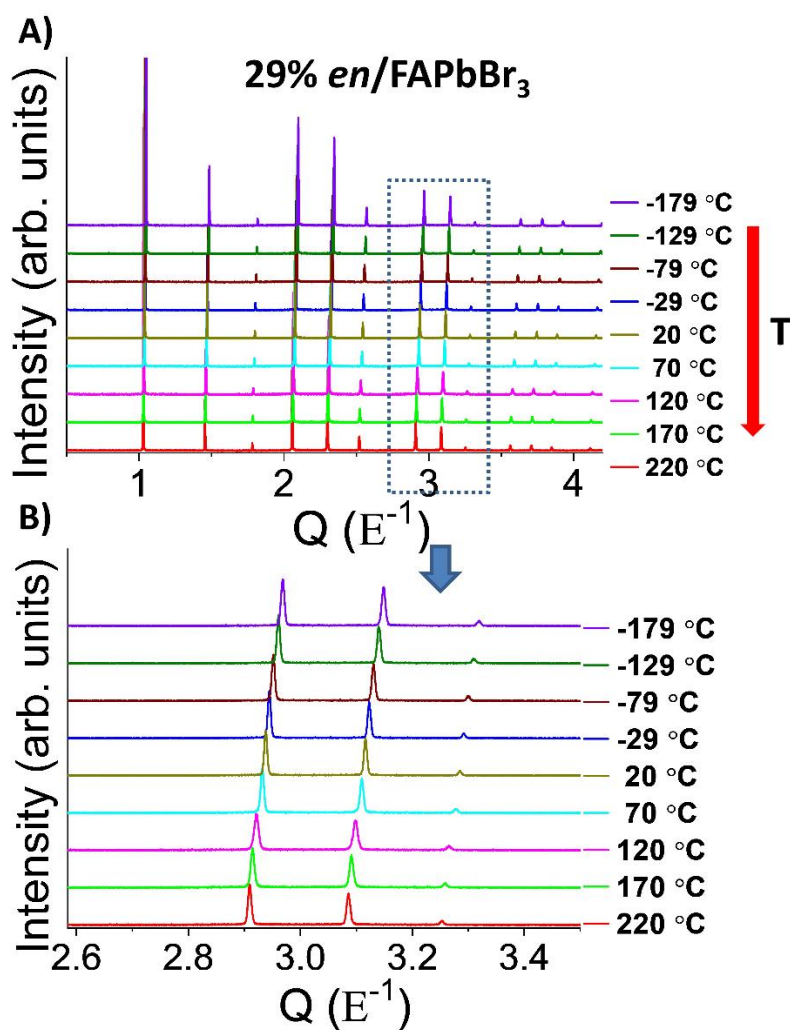 A)
29% en/FAPbBr₃
Intensity (arb. units)
-179 °C
-129 °C
-79 °C
-29 °C
20 °C
70 °C
120 °C
170 °C
220 °C
T
1 2 3 4
Q (E⁻¹)
B)
Intensity (arb. units)
-179 °C
-129 °C
-79 °C
-29 °C
20 °C
70 °C
120 °C
170 °C
220 °C
2.6 2.8 3.0 3.2 3.4
Q (E⁻¹)